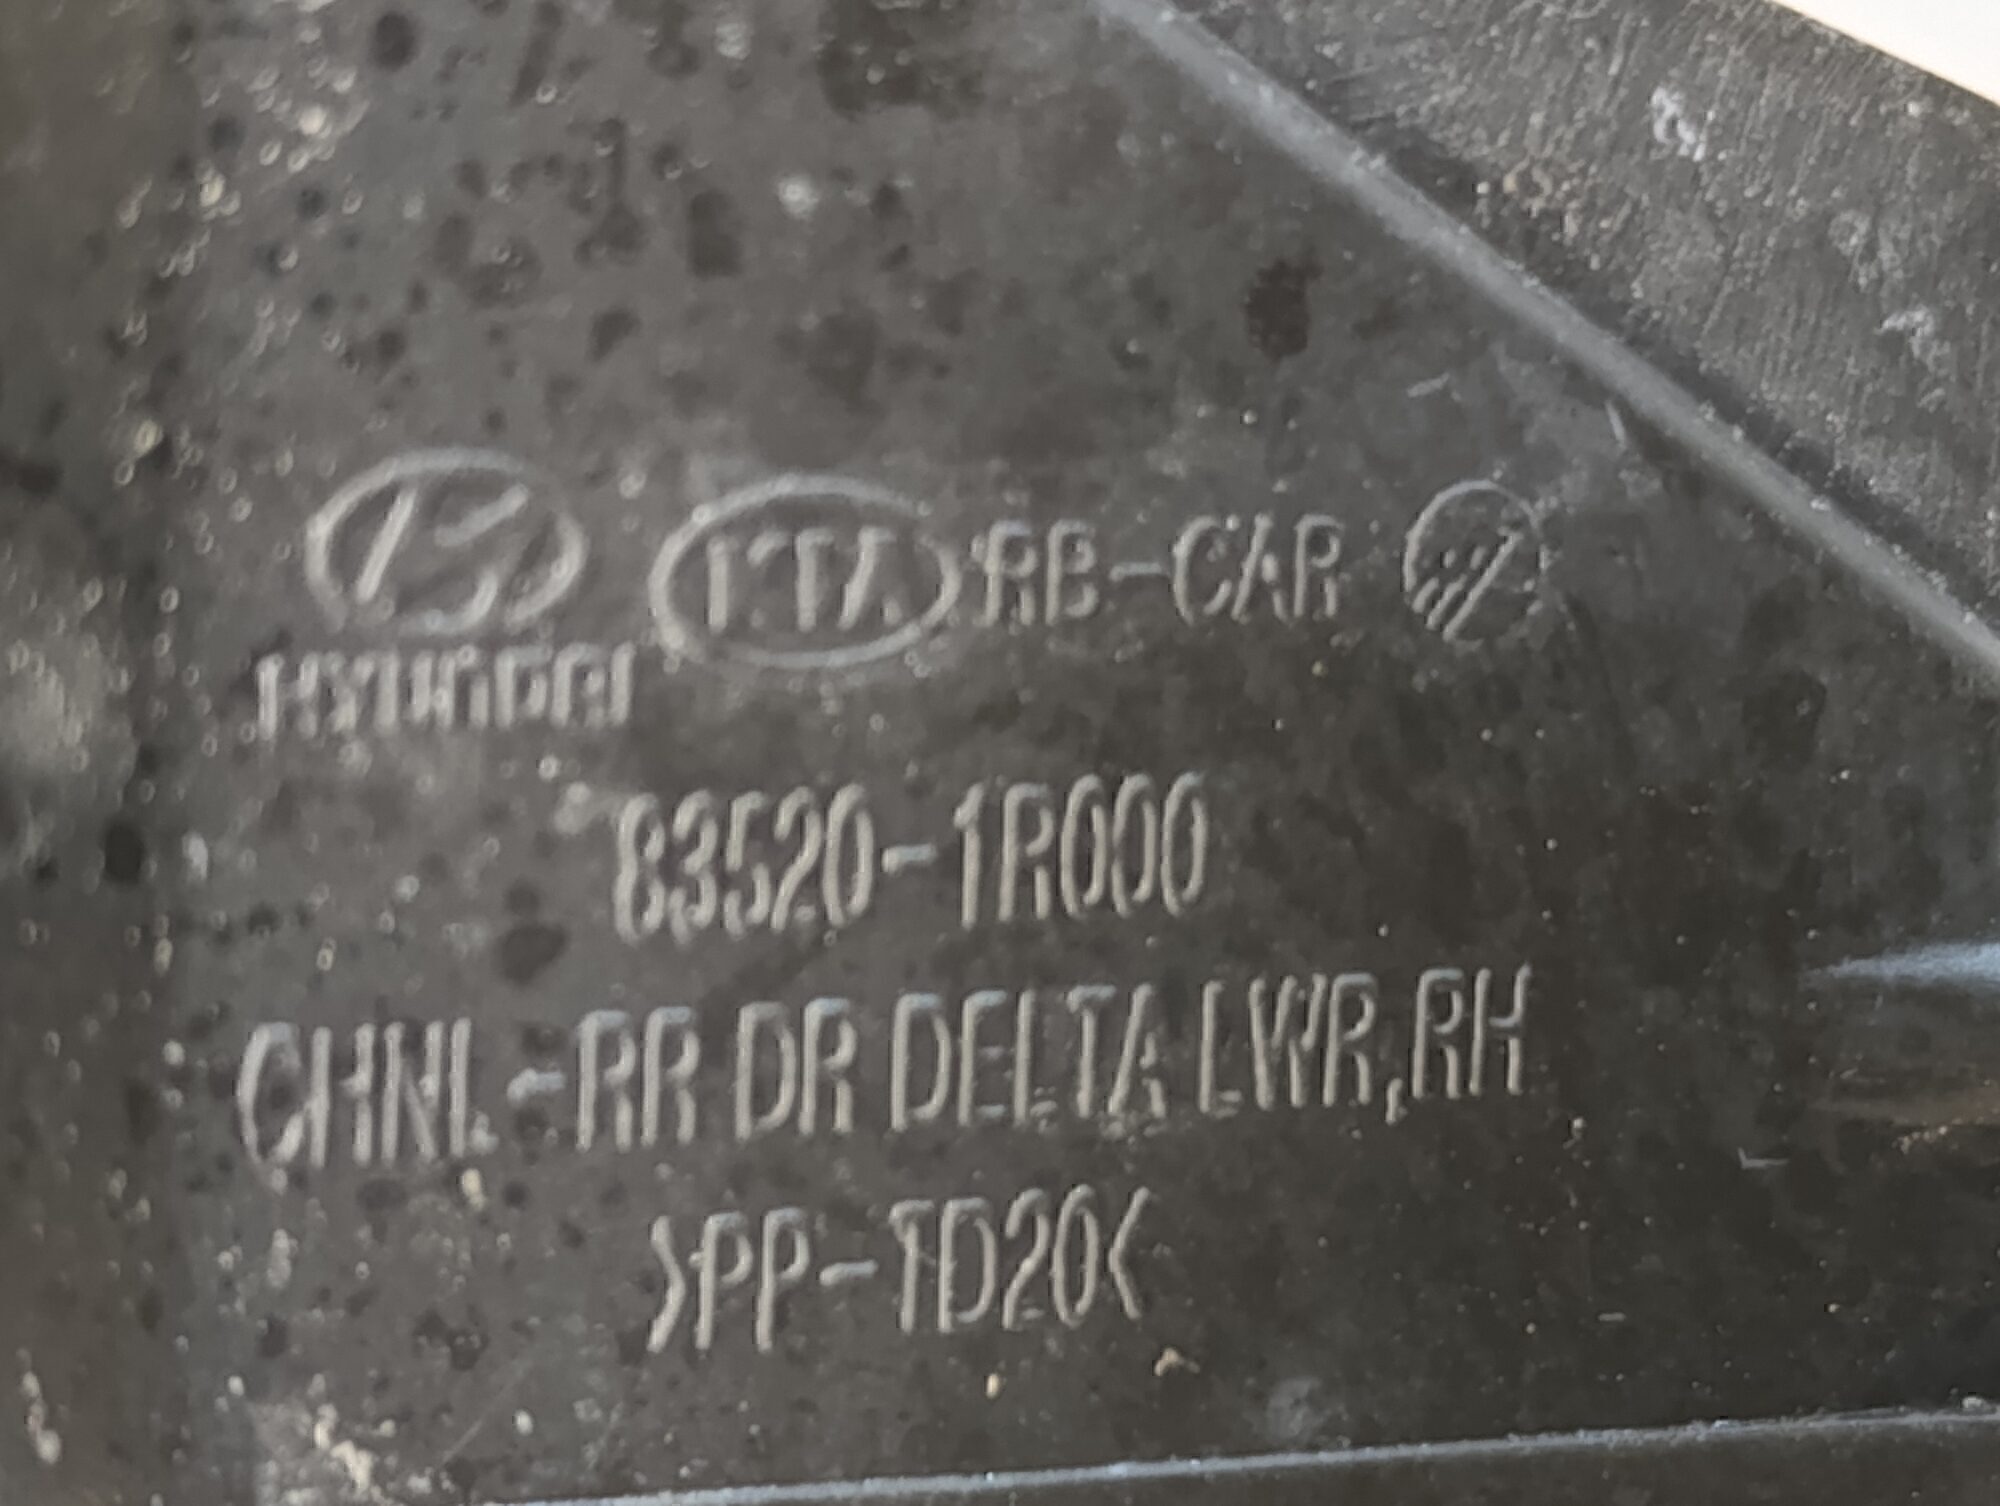 KIA RB-CAR
HYUNDAI
83520-1R000
CHNL-RR DR DELTA LWR,RH
>PP-TD20<